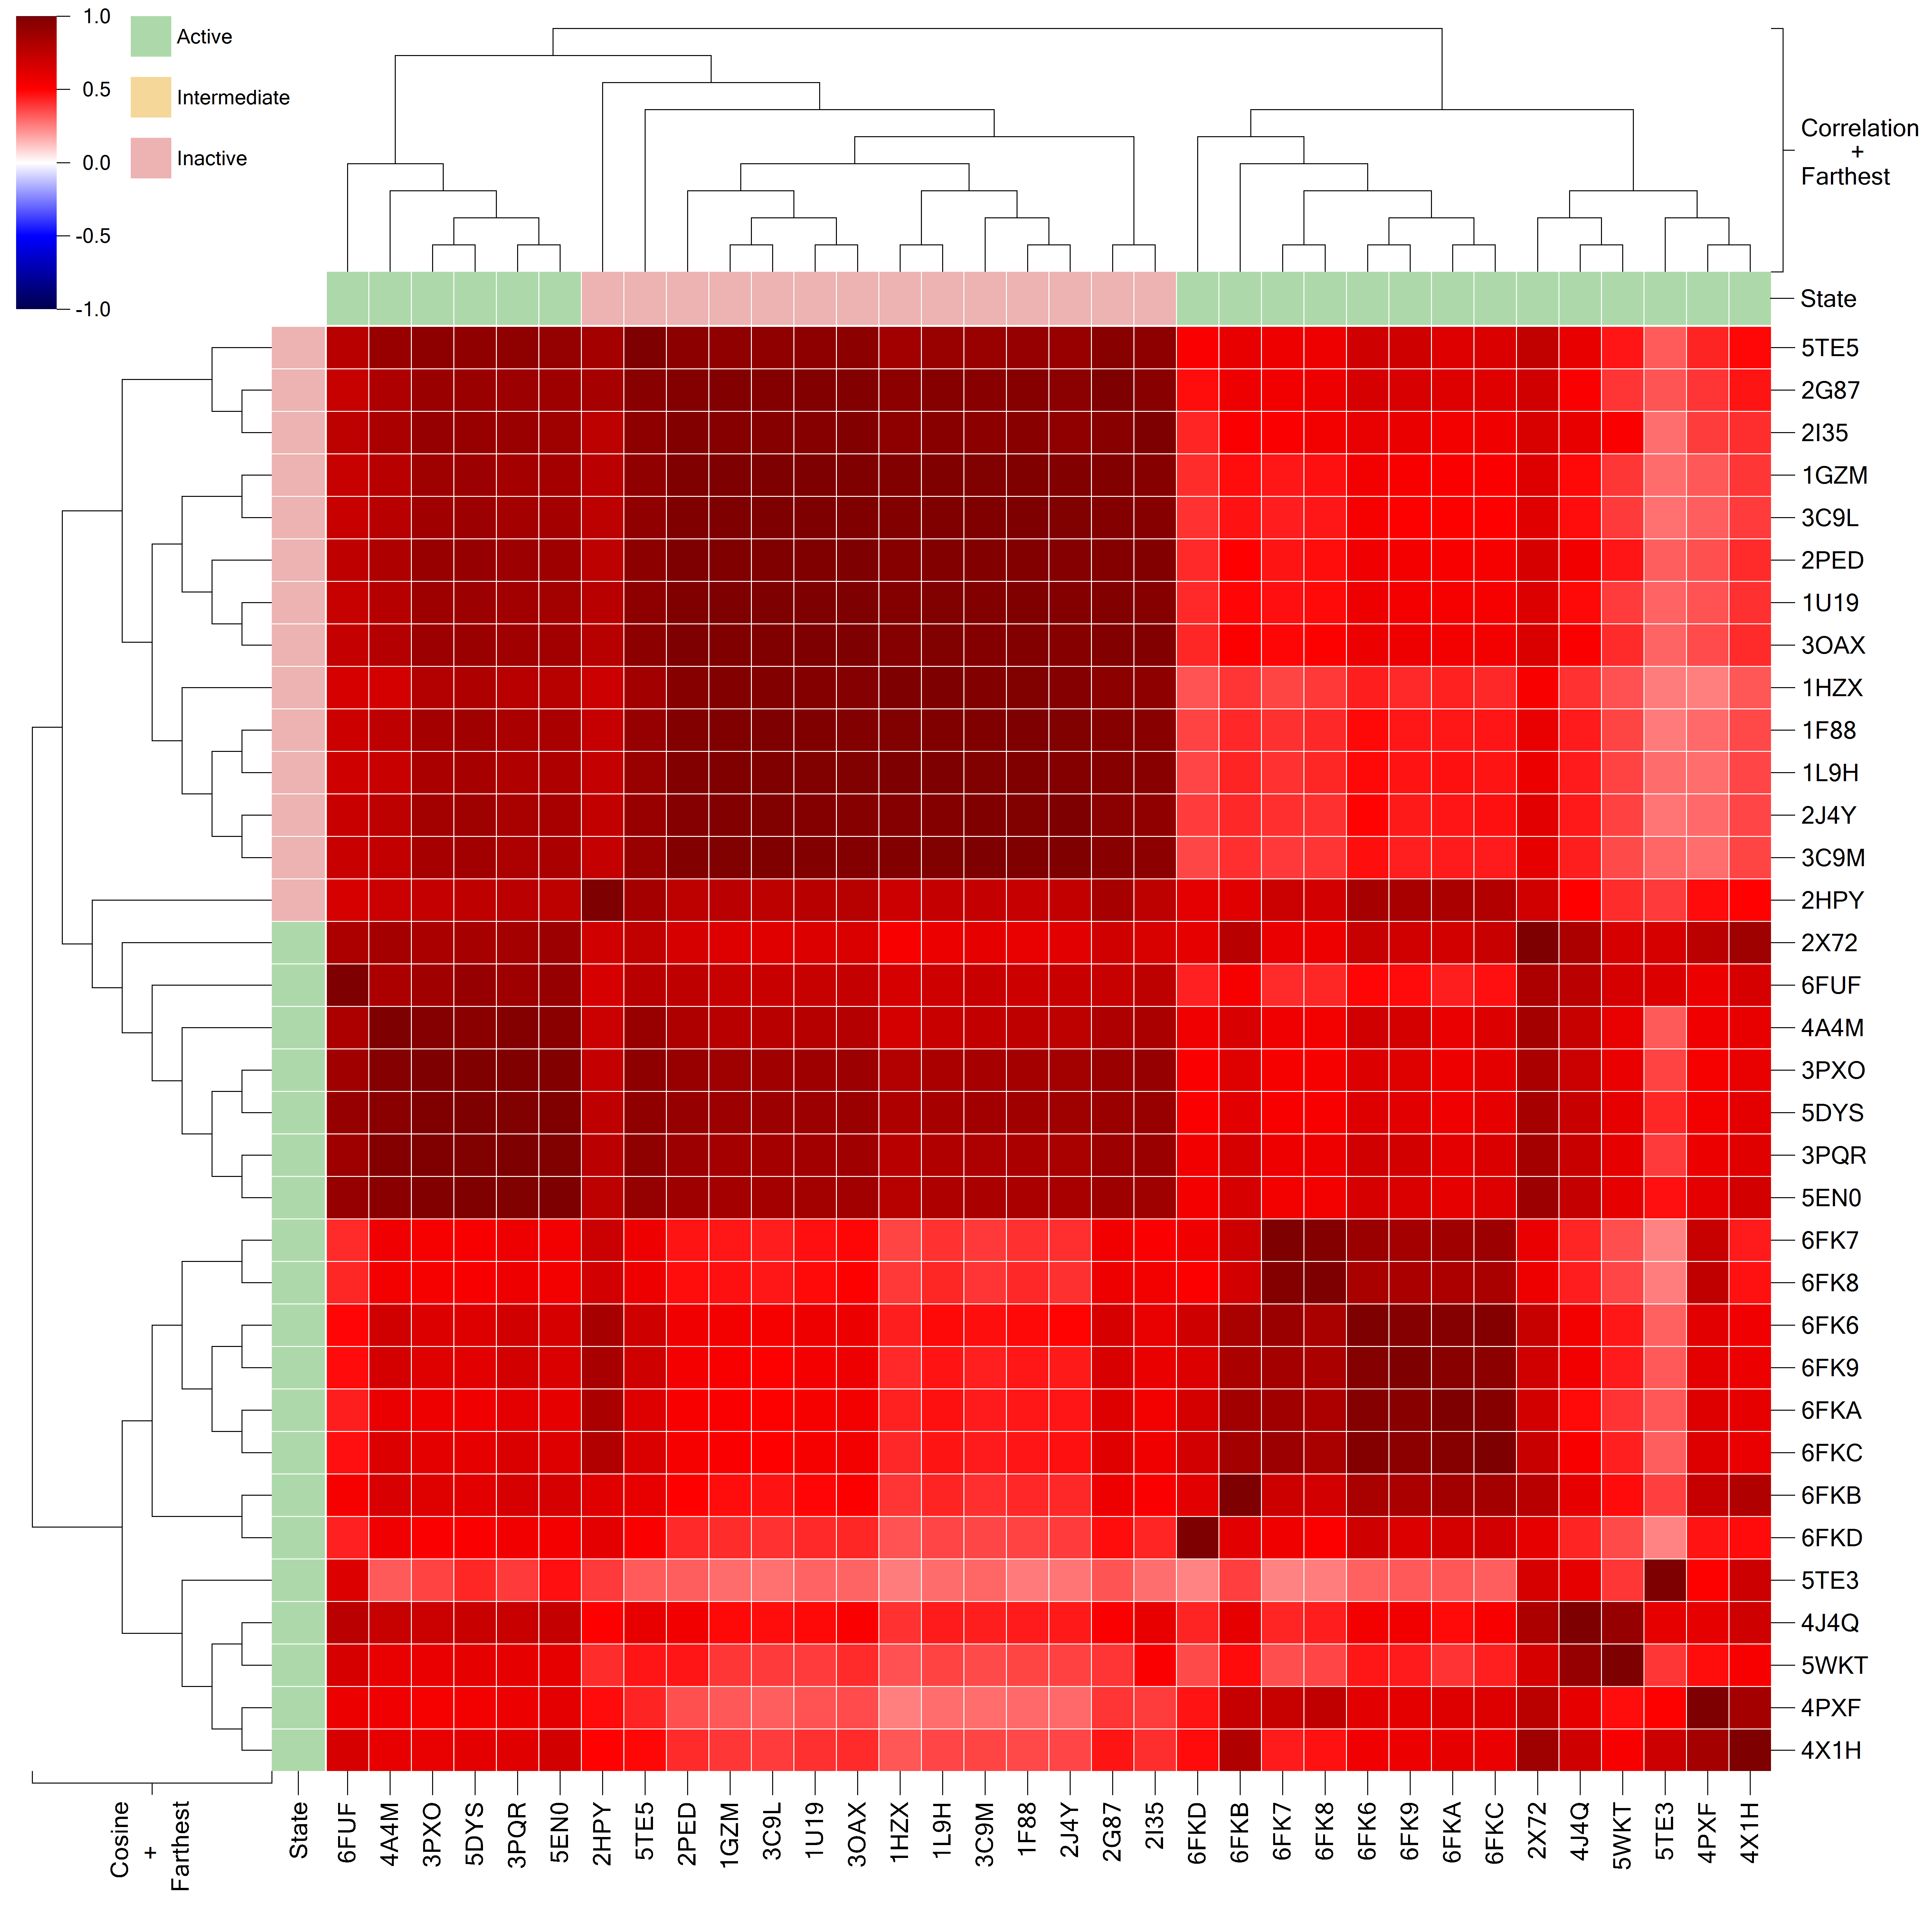 1.0
0.5
0.0
-0.5
-1.0
Active
Intermediate
Inactive
Correlation
+
Farthest
State
5TE5
2G87
2I35
1GZM
3C9L
2PED
1U19
3OAX
1HZX
1F88
1L9H
2J4Y
3C9M
2HPY
2X72
6FUF
4A4M
3PXO
5DYS
3PQR
5EN0
6FK7
6FK8
6FK6
6FK9
6FKA
6FKC
6FKB
6FKD
5TE3
4J4Q
5WKT
4PXF
4X1H
Cosine
+
Farthest
State
6FUF
4A4M
3PXO
5DYS
3PQR
5EN0
2HPY
5TE5
2PED
1GZM
3C9L
1U19
3OAX
1HZX
1L9H
3C9M
1F88
2J4Y
2G87
2I35
6FKD
6FKB
6FK7
6FK8
6FK6
6FK9
6FKA
6FKC
2X72
4J4Q
5WKT
5TE3
4PXF
4X1H